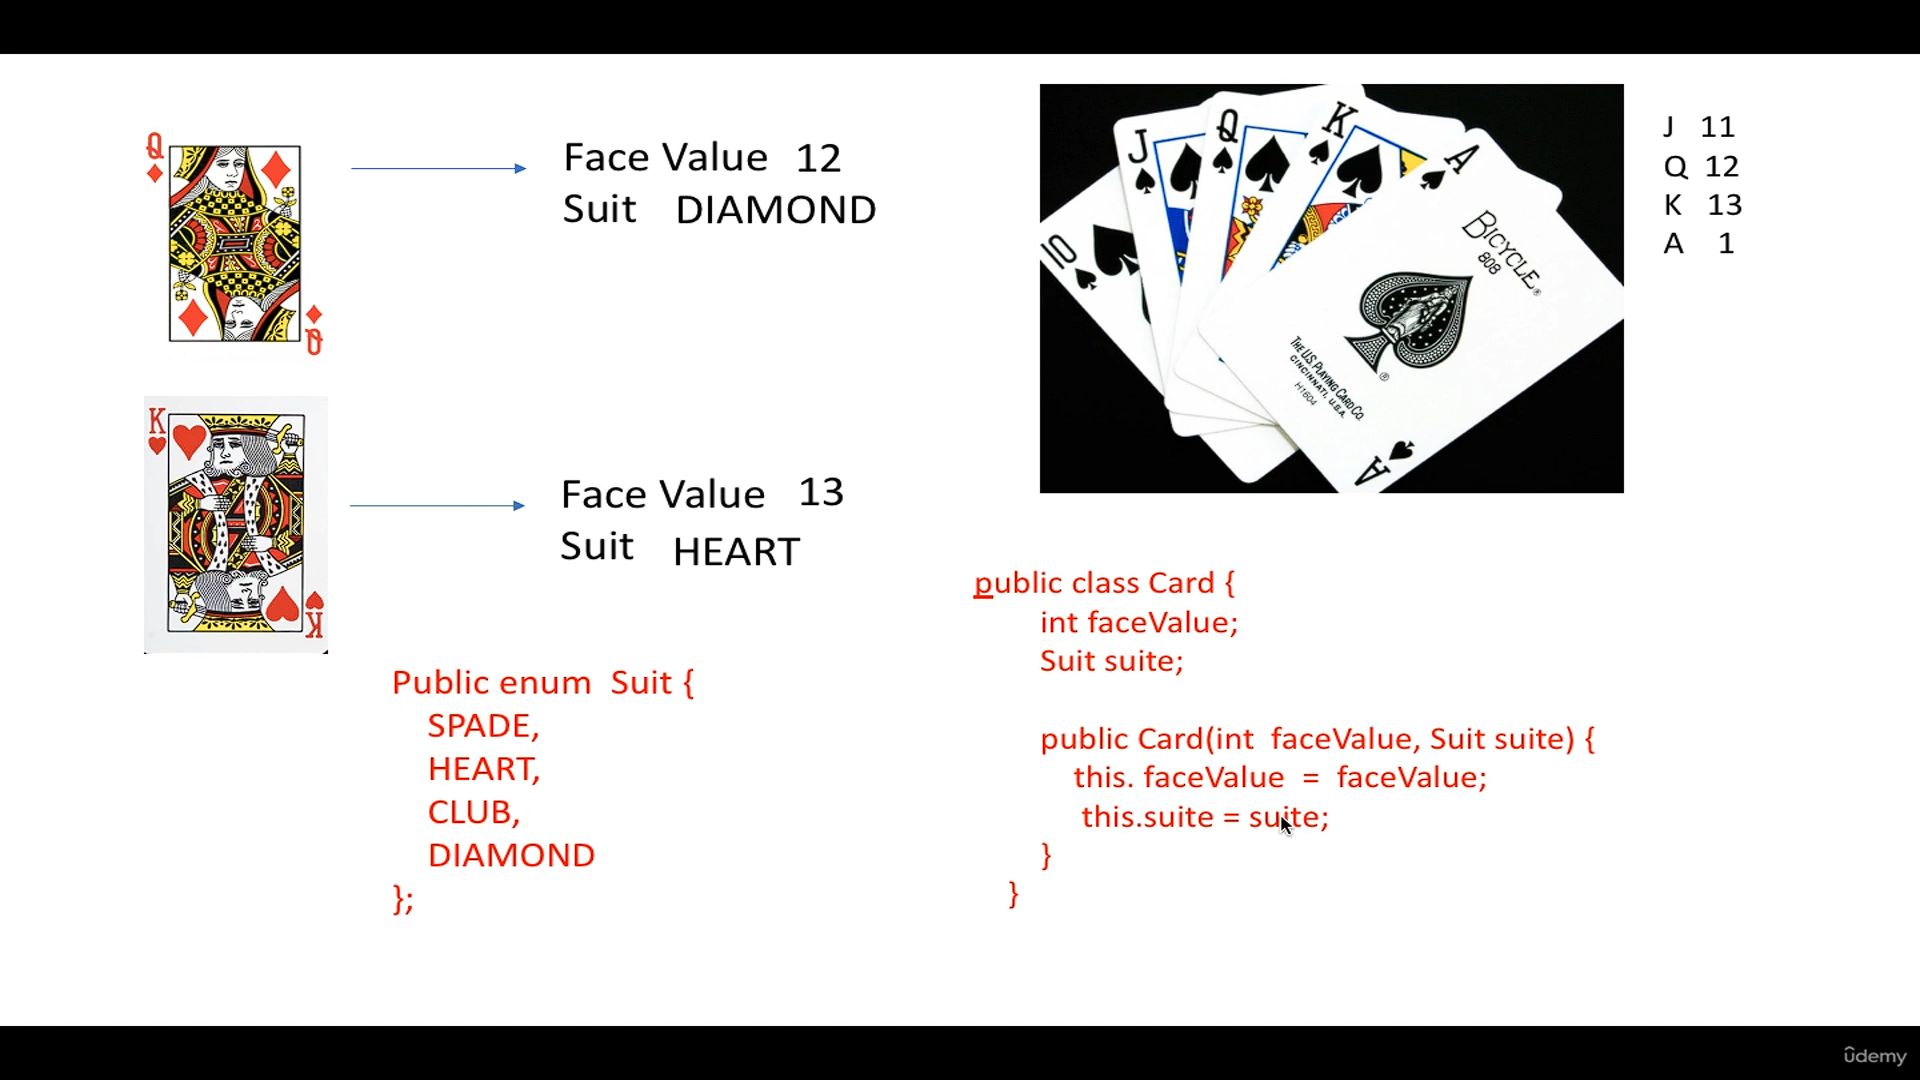 Q
Face Value 12
Suit DIAMOND
Q
K
Face Value 13
Suit HEART
K
Public enum Suit {
SPADE,
HEART,
CLUB,
DIAMOND
};
10
J
Q
K
A
BICYCLE®
808
®
THE U.S. PLAYING CARD CO.
CINCINNATI, U.S.A.
H1604
A
J 11
Q 12
K 13
A 1
public class Card {
int faceValue;
Suit suite;
public Card(int faceValue, Suit suite) {
this. faceValue = faceValue;
this.suite = suite;
}
}
ûdemy